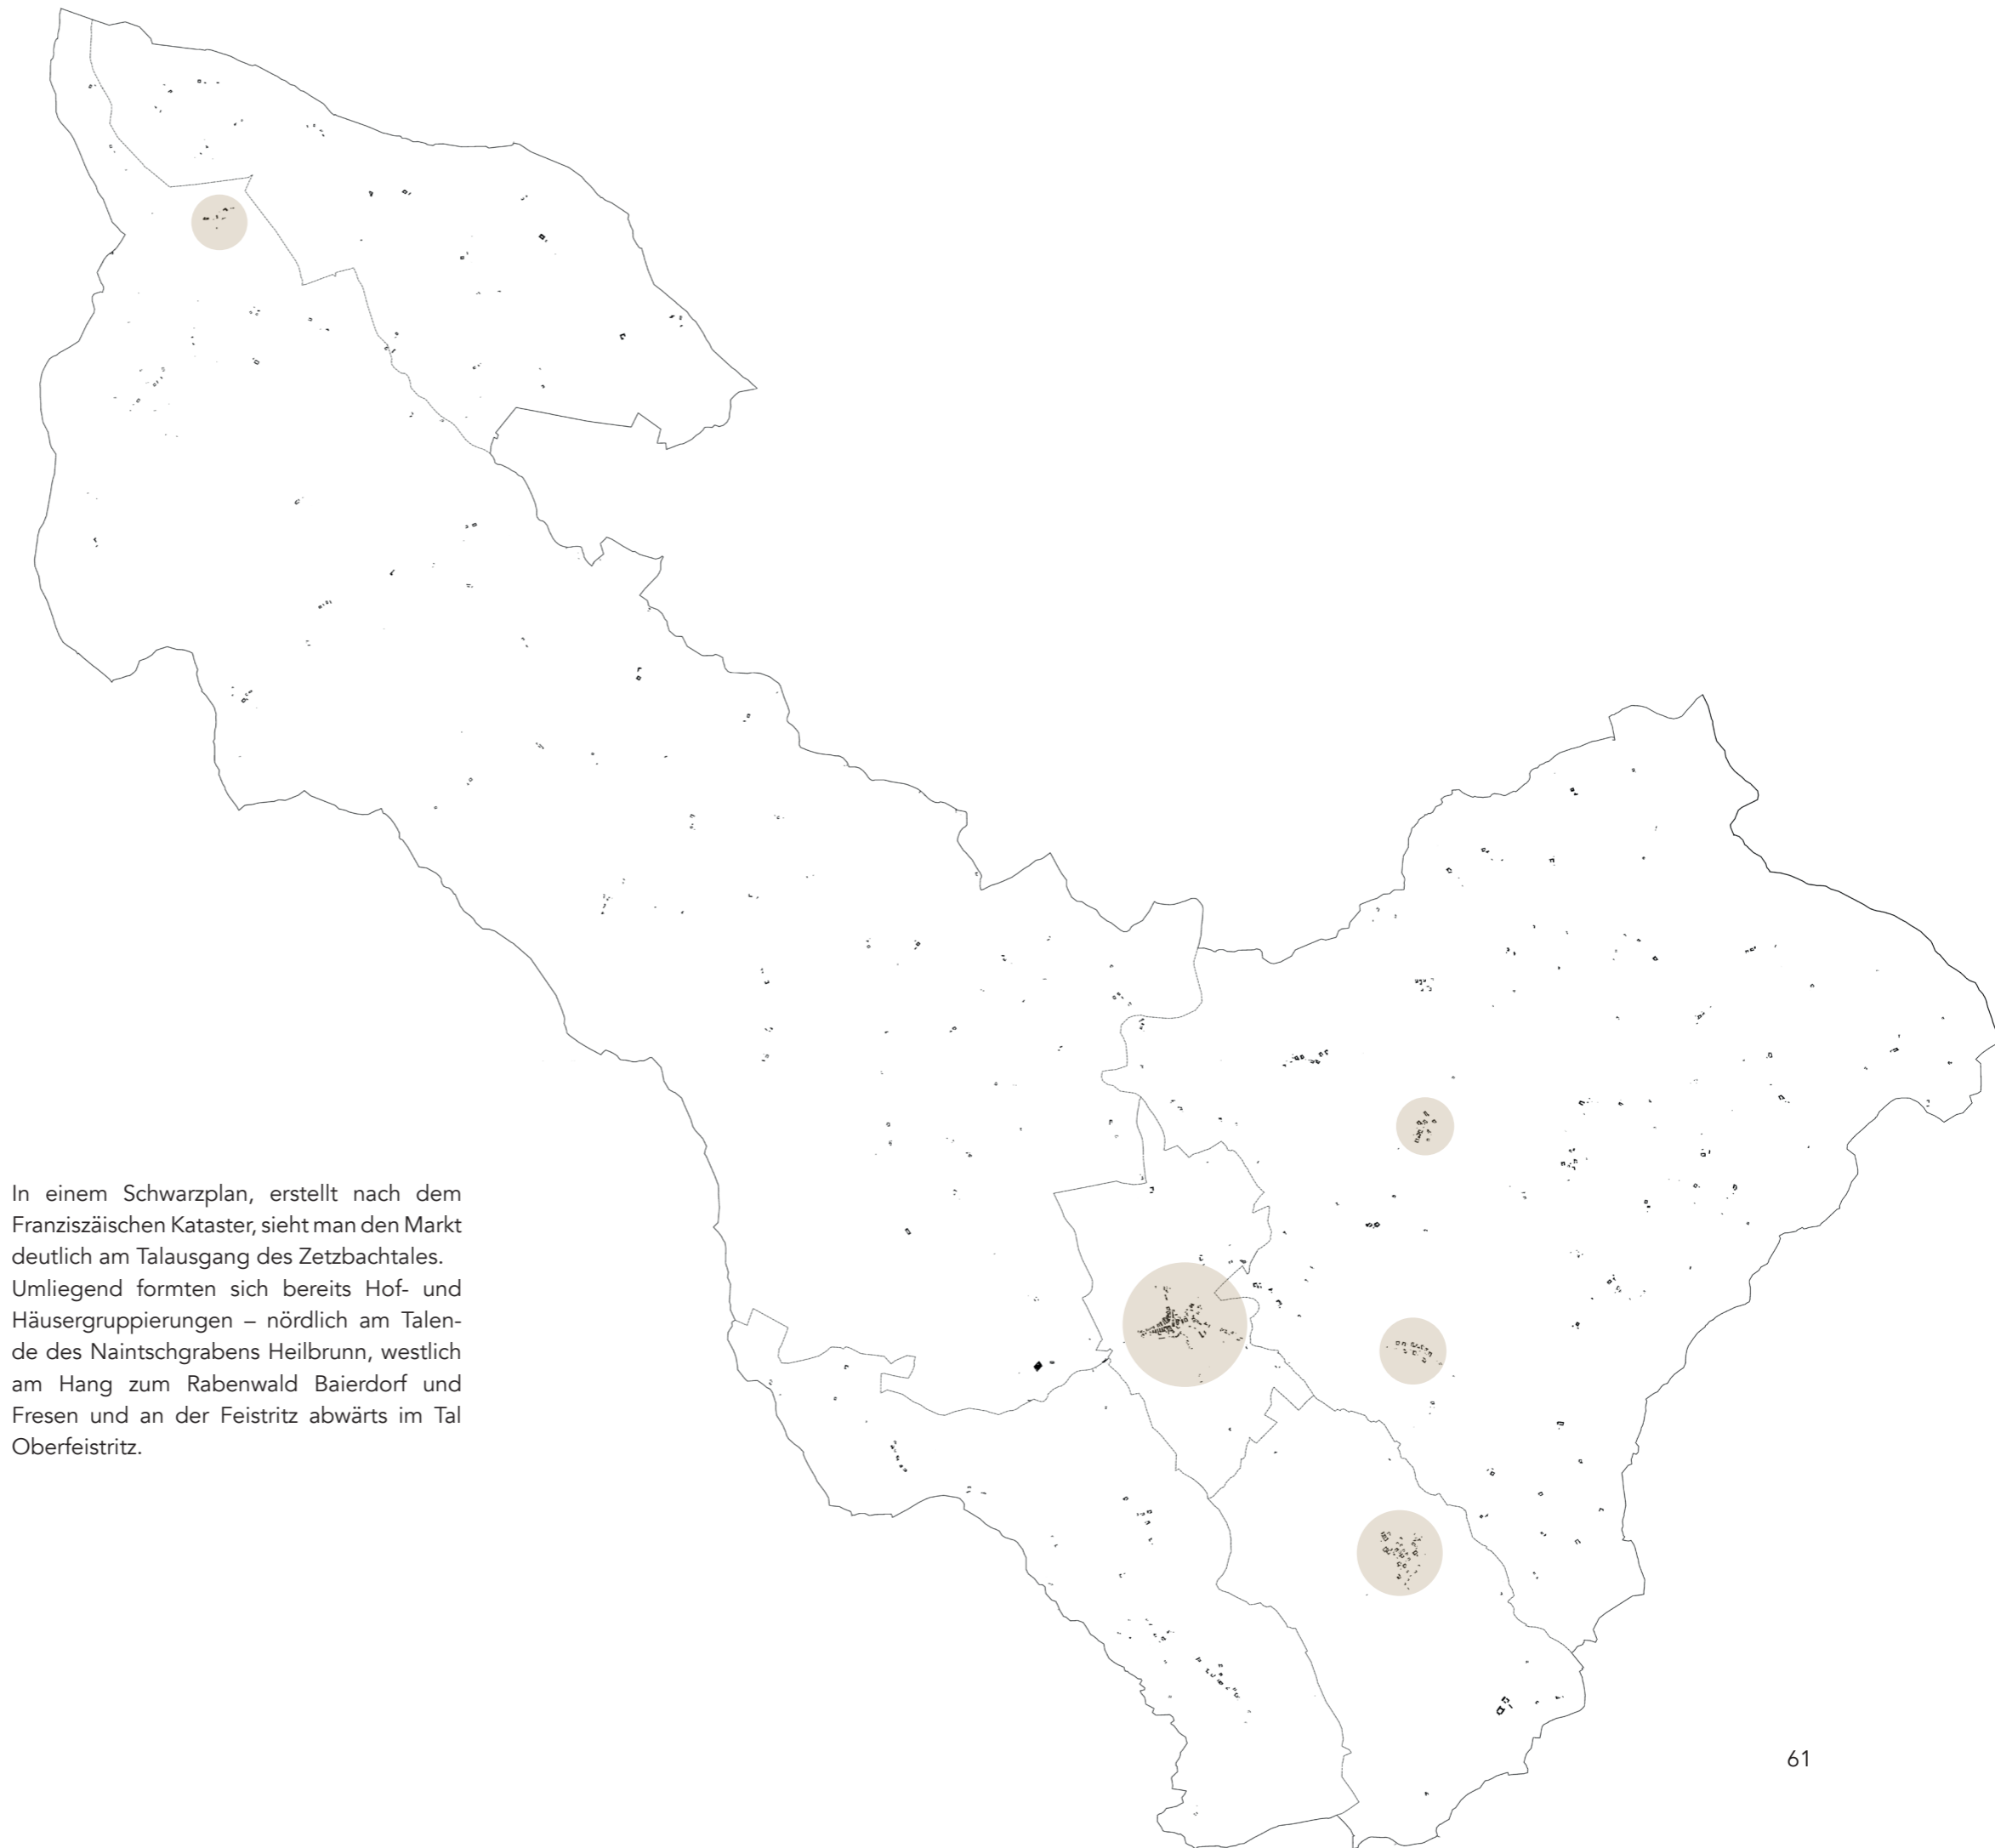 In einem Schwarzplan, erstellt nach dem
Franziszäischen Kataster, sieht man den Markt
deutlich am Talausgang des Zetzbachtales.
Umliegend formten sich bereits Hof- und
Häusergruppierungen – nördlich am Talen-
de des Naintschgrabens Heilbrunn, westlich
am Hang zum Rabenwald Baierdorf und
Fresen und an der Feistritz abwärts im Tal
Oberfeistritz.
61